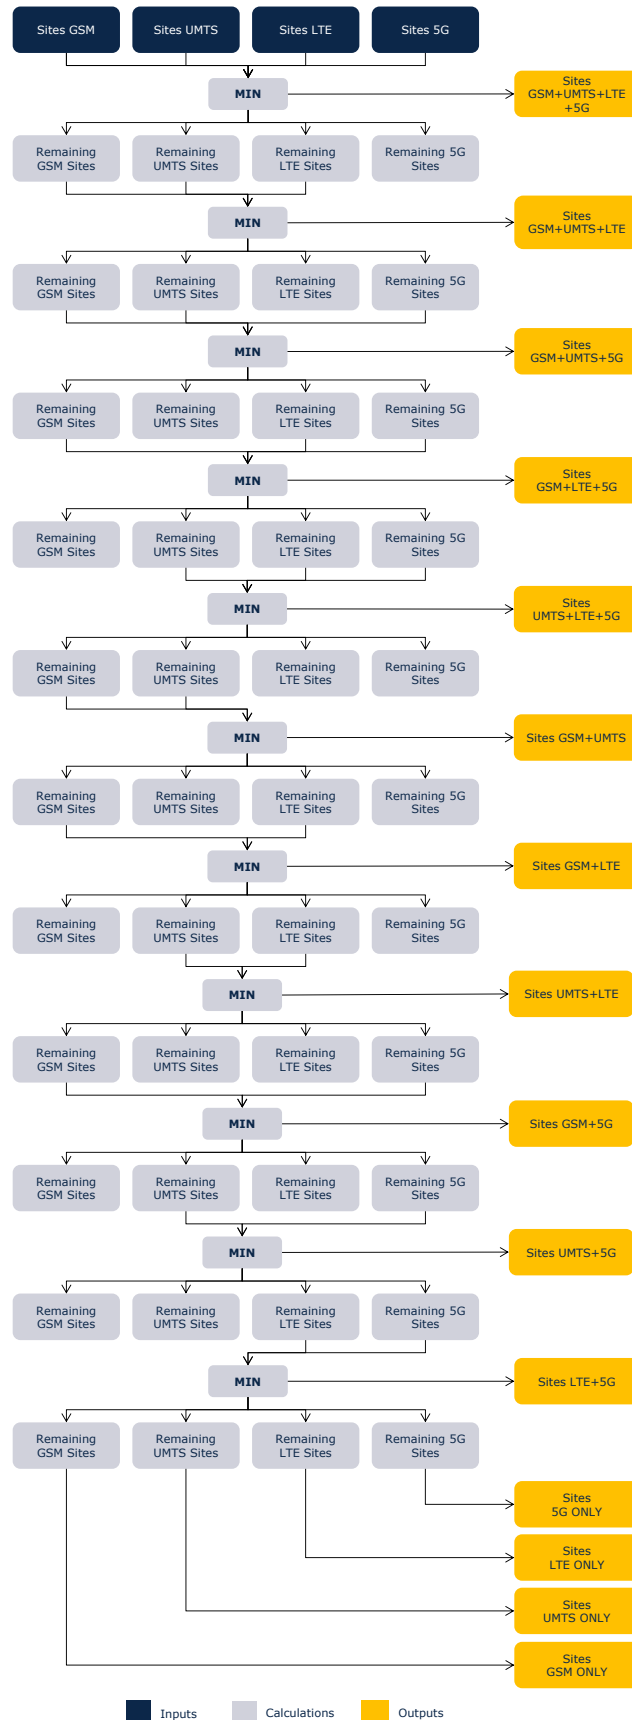 Sites GSM
Sites UMTS
Sites LTE
Sites 5G
MIN
Sites
GSM+UMTS+LTE
+5G
Remaining
GSM Sites
Remaining
UMTS Sites
Remaining
LTE Sites
Remaining 5G
Sites
MIN
Sites
GSM+UMTS+LTE
Remaining
GSM Sites
Remaining
UMTS Sites
Remaining
LTE Sites
Remaining 5G
Sites
MIN
Sites
GSM+UMTS+5G
Remaining
GSM Sites
Remaining
UMTS Sites
Remaining
LTE Sites
Remaining 5G
Sites
MIN
Sites
GSM+LTE+5G
Remaining
GSM Sites
Remaining
UMTS Sites
Remaining
LTE Sites
Remaining 5G
Sites
MIN
Sites
UMTS+LTE+5G
Remaining
GSM Sites
Remaining
UMTS Sites
Remaining
LTE Sites
Remaining 5G
Sites
MIN
Sites GSM+UMTS
Remaining
GSM Sites
Remaining
UMTS Sites
Remaining
LTE Sites
Remaining 5G
Sites
MIN
Sites GSM+LTE
Remaining
GSM Sites
Remaining
UMTS Sites
Remaining
LTE Sites
Remaining 5G
Sites
MIN
Sites UMTS+LTE
Remaining
GSM Sites
Remaining
UMTS Sites
Remaining
LTE Sites
Remaining 5G
Sites
MIN
Sites GSM+5G
Remaining
GSM Sites
Remaining
UMTS Sites
Remaining
LTE Sites
Remaining 5G
Sites
MIN
Sites UMTS+5G
Remaining
GSM Sites
Remaining
UMTS Sites
Remaining
LTE Sites
Remaining 5G
Sites
MIN
Sites LTE+5G
Remaining
GSM Sites
Remaining
UMTS Sites
Remaining
LTE Sites
Remaining 5G
Sites
Sites
5G ONLY
Sites
LTE ONLY
Sites
UMTS ONLY
Sites
GSM ONLY
Inputs
Calculations
Outputs